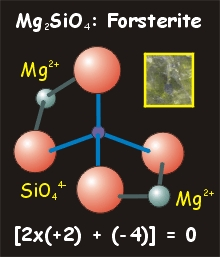 Mg₂SiO₄: Forsterite
Mg²⁺
SiO₄⁴⁻
Mg²⁺
[2x(+2) + (-4)] = 0